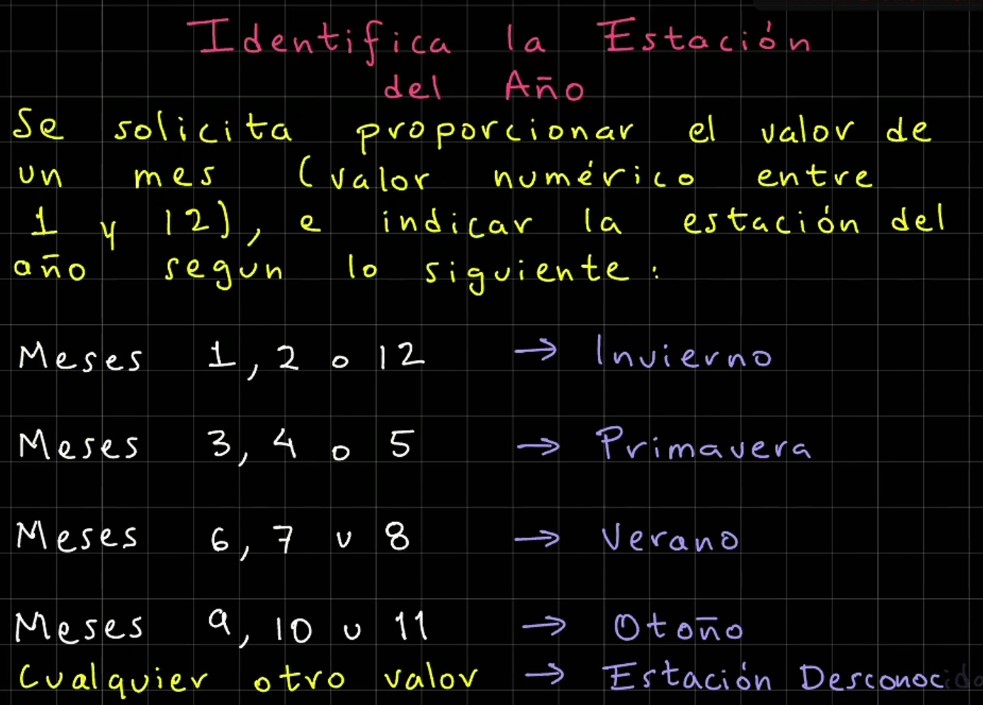 Identifica la Estación
del Año
Se solicita proporcionar el valor de
un mes (valor numérico entre
1 y 12), e indicar la estación del
año segun lo siguiente:
Meses 1, 2 o 12 → Invierno
Meses 3, 4 o 5 → Primavera
Meses 6, 7 u 8 → Verano
Meses 9, 10 u 11 → Otoño
Cualquier otro valor → Estación Desconocido